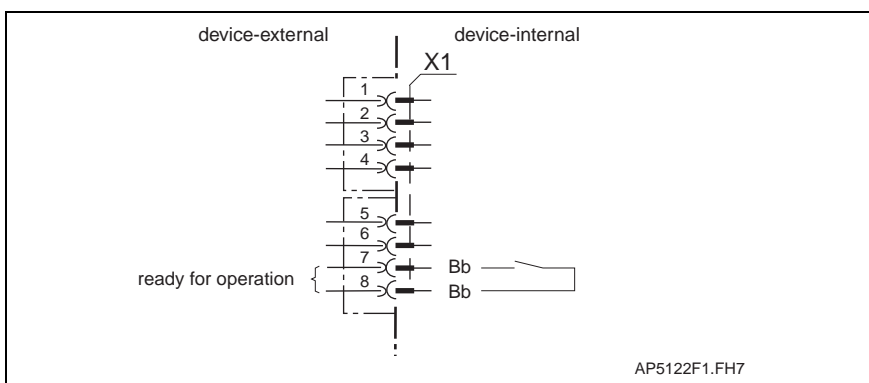 device-external device-internal
X1
1
2
3
4
5
6
7 Bb
ready for operation 8 Bb
AP5122F1.FH7